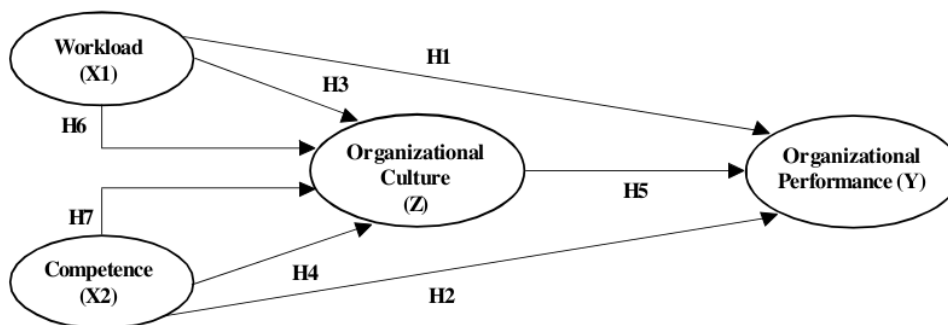 Workload
(X1)
H1
H3
H6
Organizational
Culture
(Z)
Organizational
Performance (Y)
H5
H7
Competence
(X2)
H4
H2